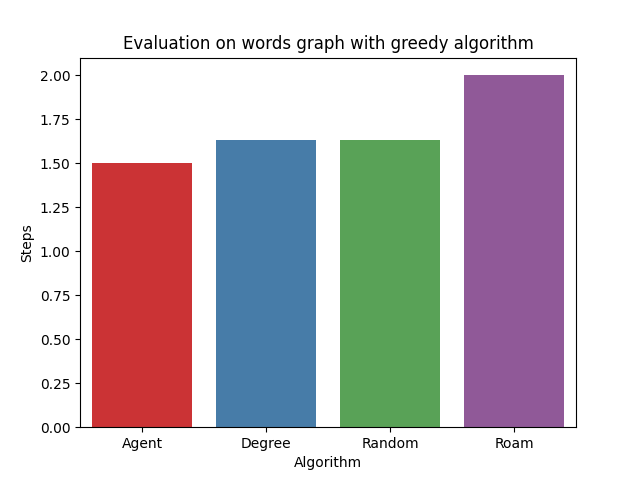 Evaluation on words graph with greedy algorithm
2.00
1.75
1.50
1.25
1.00
0.75
0.50
0.25
0.00
Steps
Agent
Degree
Random
Roam
Algorithm